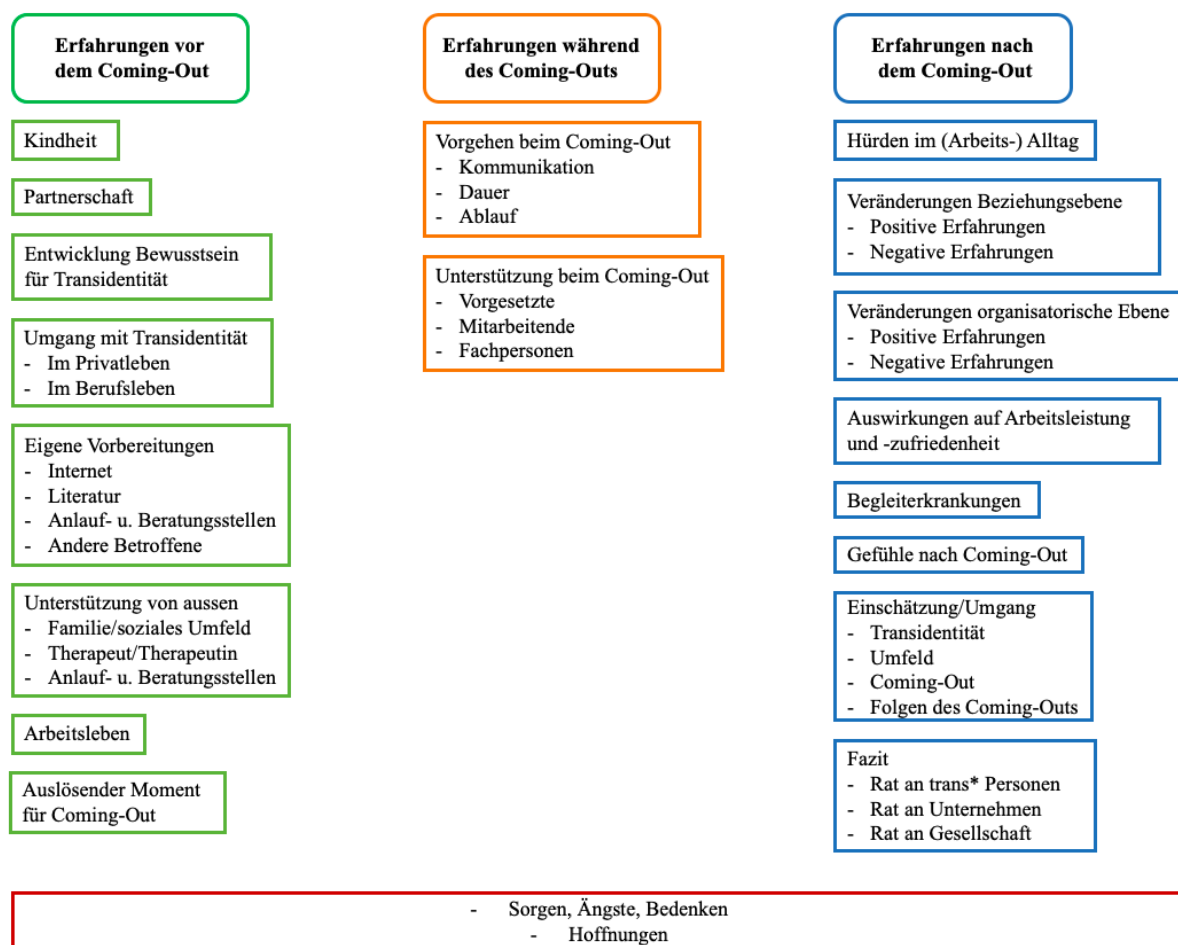 Erfahrungen vor
dem Coming-Out
Kindheit
Partnerschaft
Entwicklung Bewusstsein
für Transidentität
Umgang mit Transidentität
- Im Privatleben
- Im Berufsleben
Eigene Vorbereitungen
- Internet
- Literatur
- Anlauf- u. Beratungsstellen
- Andere Betroffene
Unterstützung von aussen
- Familie/soziales Umfeld
- Therapeut/Therapeutin
- Anlauf- u. Beratungsstellen
Arbeitsleben
Auslösender Moment
für Coming-Out
Erfahrungen während
des Coming-Outs
Vorgehen beim Coming-Out
- Kommunikation
- Dauer
- Ablauf
Unterstützung beim Coming-Out
- Vorgesetzte
- Mitarbeitende
- Fachpersonen
Erfahrungen nach
dem Coming-Out
Hürden im (Arbeits-) Alltag
Veränderungen Beziehungsebene
- Positive Erfahrungen
- Negative Erfahrungen
Veränderungen organisatorische Ebene
- Positive Erfahrungen
- Negative Erfahrungen
Auswirkungen auf Arbeitsleistung
und -zufriedenheit
Begleiterkrankungen
Gefühle nach Coming-Out
Einschätzung/Umgang
- Transidentität
- Umfeld
- Coming-Out
- Folgen des Coming-Outs
Fazit
- Rat an trans* Personen
- Rat an Unternehmen
- Rat an Gesellschaft
- Sorgen, Ängste, Bedenken
- Hoffnungen